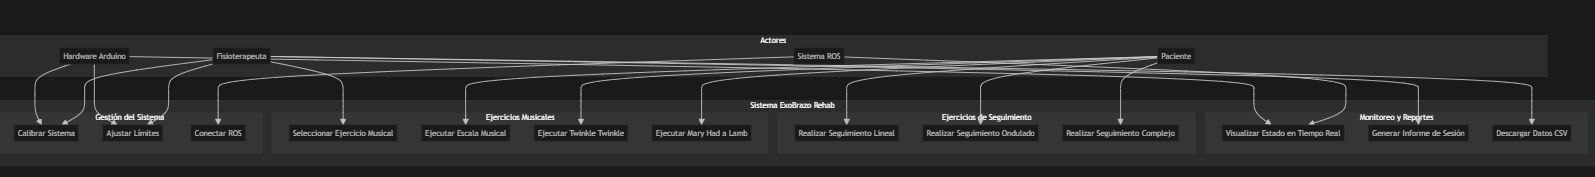 Actores
Hardware Arduino
Fisioterapeuta
Sistema ROS
Paciente
Sistema ExoBrazo Rehab
Gestión del Sistema
Ejercicios Musicales
Ejercicios de Seguimiento
Monitoreo y Reportes
Calibrar Sistema
Ajustar Límites
Conectar ROS
Seleccionar Ejercicio Musical
Ejecutar Escala Musical
Ejecutar Twinkle Twinkle
Ejecutar Mary Had a Lamb
Realizar Seguimiento Lineal
Realizar Seguimiento Ondulado
Realizar Seguimiento Complejo
Visualizar Estado en Tiempo Real
Generar Informe de Sesión
Descargar Datos CSV